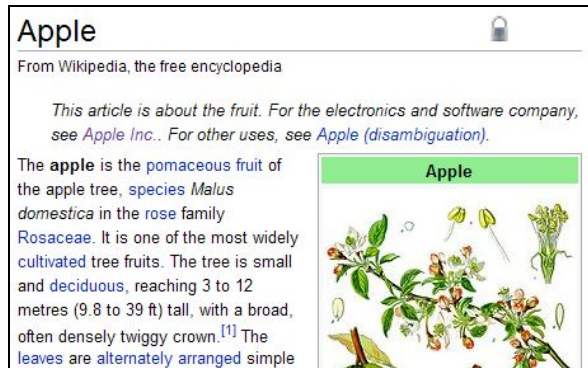 Apple
From Wikipedia, the free encyclopedia
This article is about the fruit. For the electronics and software company,
see Apple Inc.. For other uses, see Apple (disambiguation).
The apple is the pomaceous fruit of
the apple tree, species Malus
domestica in the rose family
Rosaceae. It is one of the most widely
cultivated tree fruits. The tree is small
and deciduous, reaching 3 to 12
metres (9.8 to 39 ft) tall, with a broad,
often densely twiggy crown.[1] The
leaves are alternately arranged simple
Apple